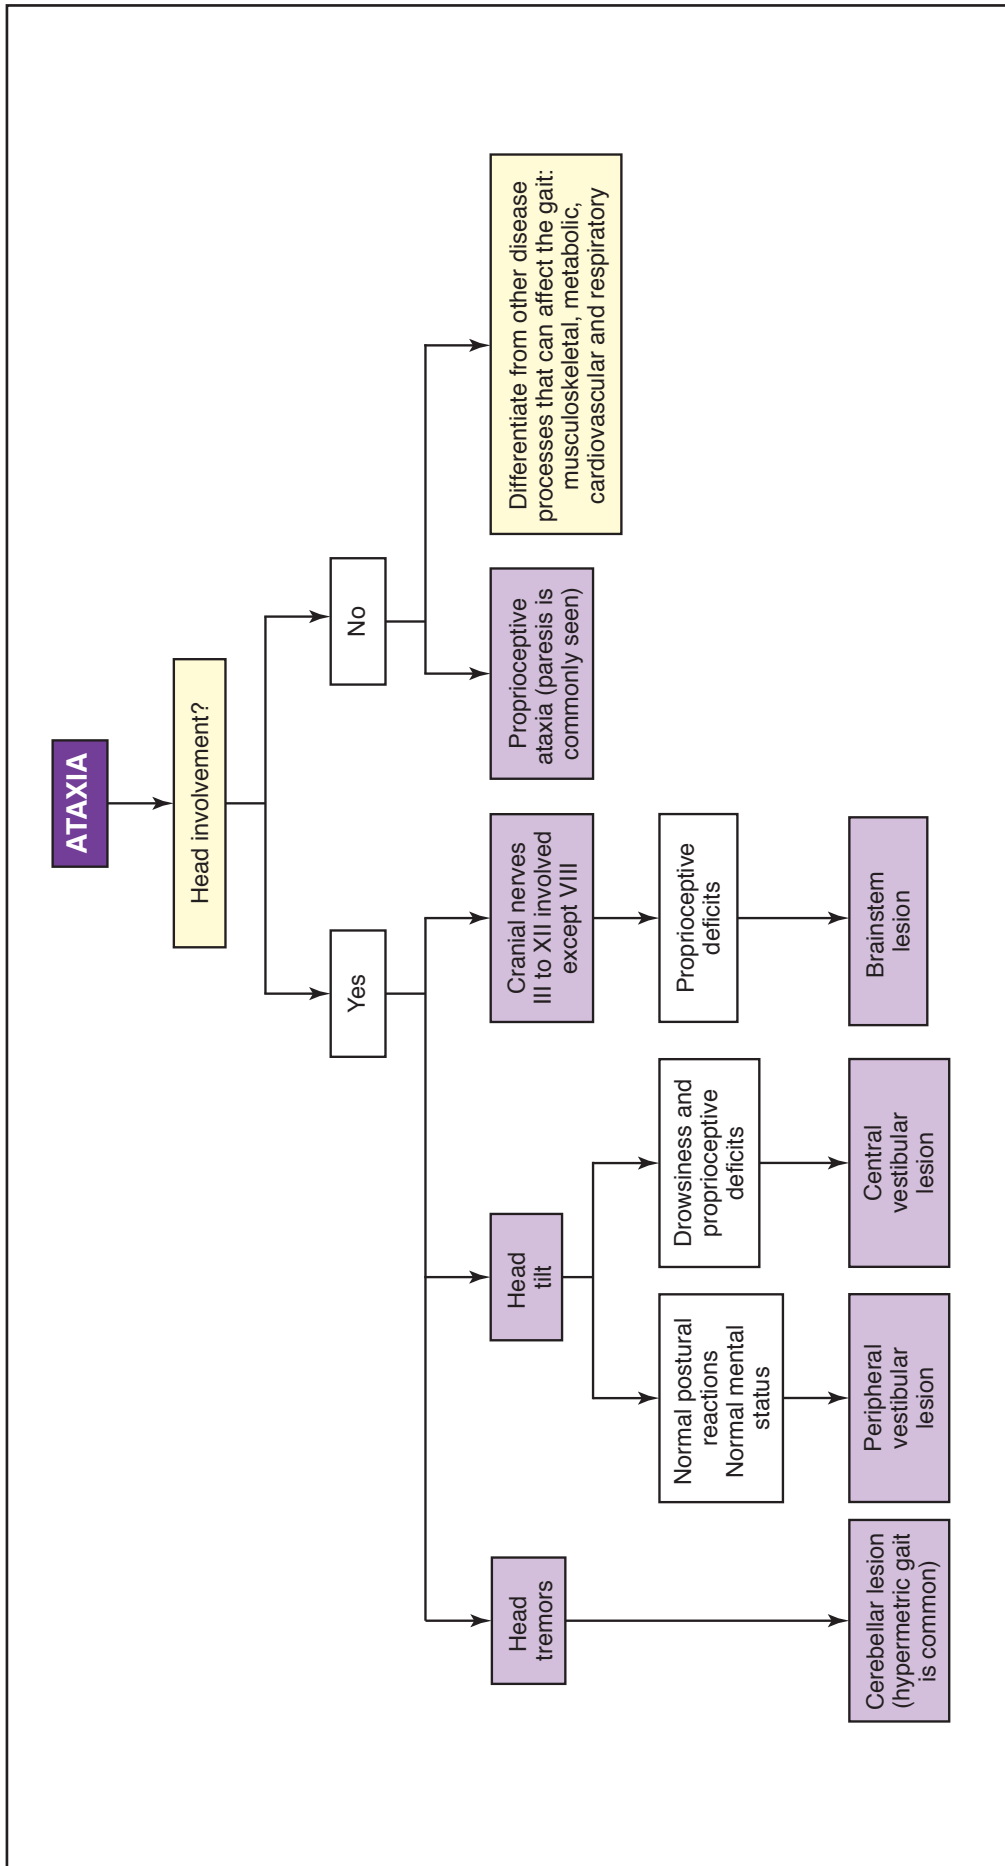 ATAXIA
Head involvement?
Yes
No
Head
tremors
Head
tilt
Cranial nerves
III to XII involved
except VIII
Proprioceptive
ataxia (paresis is
commonly seen)
Differentiate from other disease
processes that can affect the gait:
musculoskeletal, metabolic,
cardiovascular and respiratory
Normal postural
reactions
Normal mental
status
Drowsiness and
proprioceptive
deficits
Proprioceptive
deficits
Cerebellar lesion
(hypermetric gait
is common)
Peripheral
vestibular
lesion
Central
vestibular
lesion
Brainstem
lesion